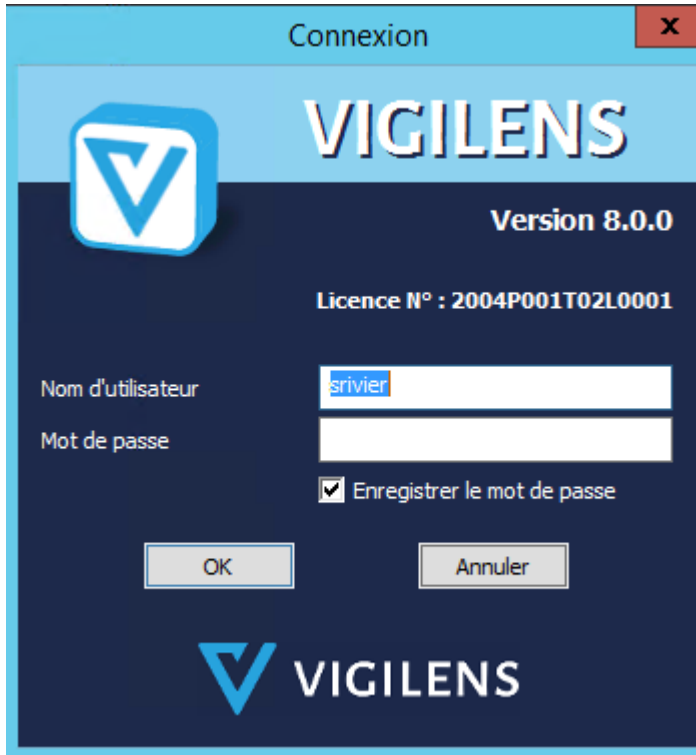 Connexion
x
VIGILENS
Version 8.0.0
Licence N° : 2004P001T02L0001
Nom d'utilisateur
srivier
Mot de passe
Enregistrer le mot de passe
OK
Annuler
VIGILENS